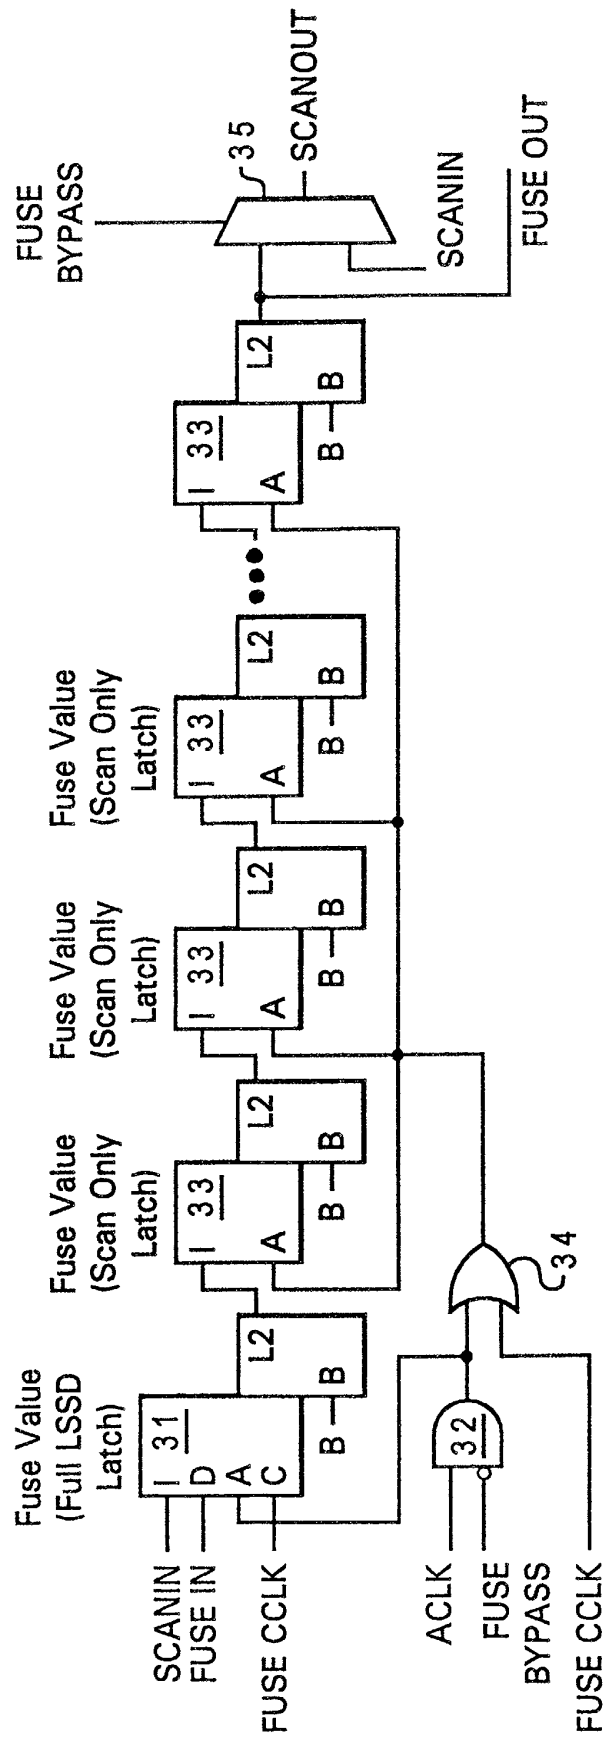 Fuse Value
(Full LSSD
Latch)
Fuse Value
(Scan Only
Latch)
Fuse Value
(Scan Only
Latch)
Fuse Value
(Scan Only
Latch)
FUSE
BYPASS
SCANIN
FUSE IN
FUSE CCLK
I
D
A
C
31
L2
B
B
I
33
A
L2
B
B
I
33
A
L2
B
B
I
33
A
L2
B
B
I
33
A
L2
B
B
35
SCANOUT
SCANIN
FUSE OUT
ACLK
FUSE
BYPASS
32
34
FUSE CCLK